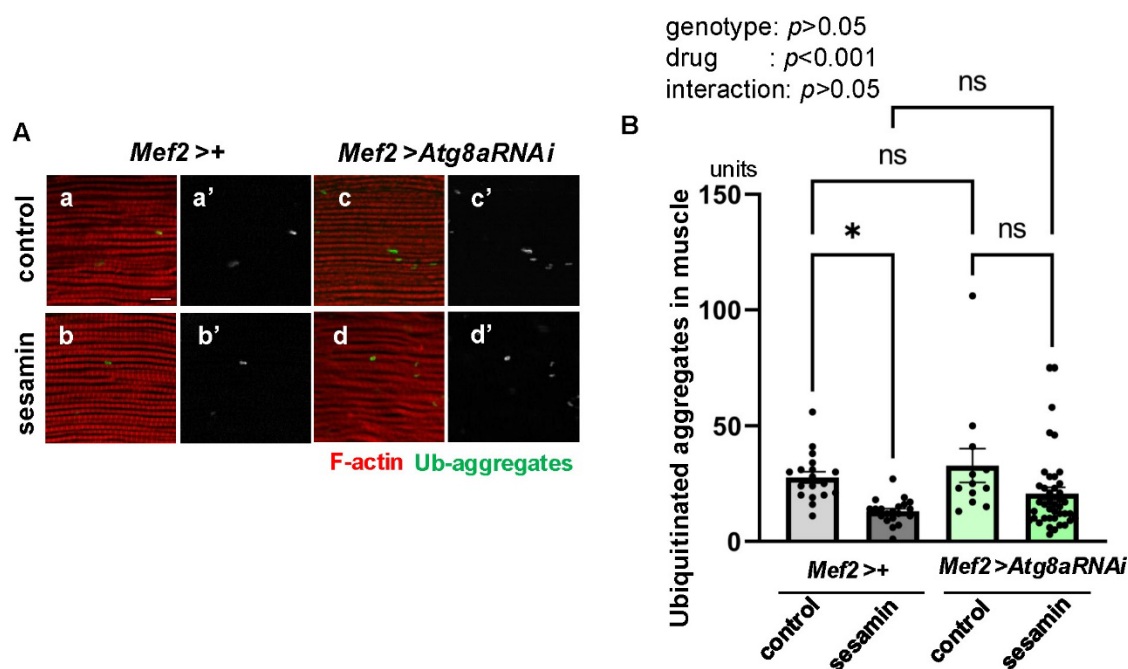 genotype: p>0.05
drug : p<0.001
interaction: p>0.05
A
Mef2>+ Mef2>Atg8aRNAi
control
a a’ c c’
sesamin
b b’ d d’
F-actin Ub-aggregates
B
ns
ns
* ns
units
Ubiquitinated aggregates in muscle
150
100
50
0
Mef2>+ Mef2>Atg8aRNAi
control sesamin control sesamin